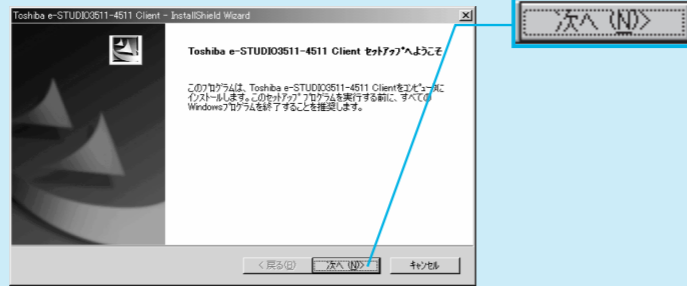 Toshiba e-STUDIO3511-4511 Client - InstallShield Wizard
次へ (N)>
Toshiba e-STUDIO3511-4511 Client ｾｯﾄｱｯﾌﾟへようこそ
このﾌﾟﾛｸﾞﾗﾑは、Toshiba e-STUDIO3511-4511 Clientをｺﾝﾋﾟｭｰﾀに
ｲﾝｽﾄｰﾙします。このｾｯﾄｱｯﾌﾟ ﾌﾟﾛｸﾞﾗﾑを実行する前に、すべての
Windowsﾌﾟﾛｸﾞﾗﾑを終了することを推奨します。
< 戻る(B)
次へ (N)>
ｷｬﾝｾﾙ